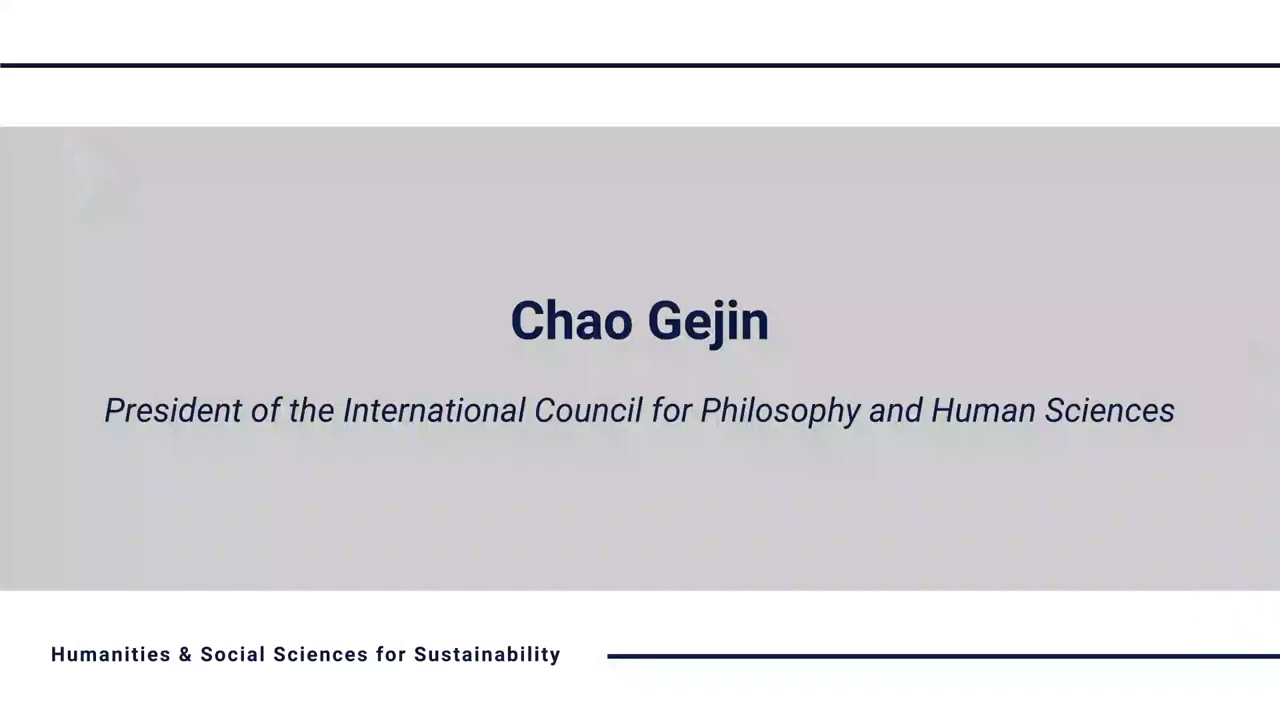 Chao Gejin
President of the International Council for Philosophy and Human Sciences
Humanities & Social Sciences for Sustainability